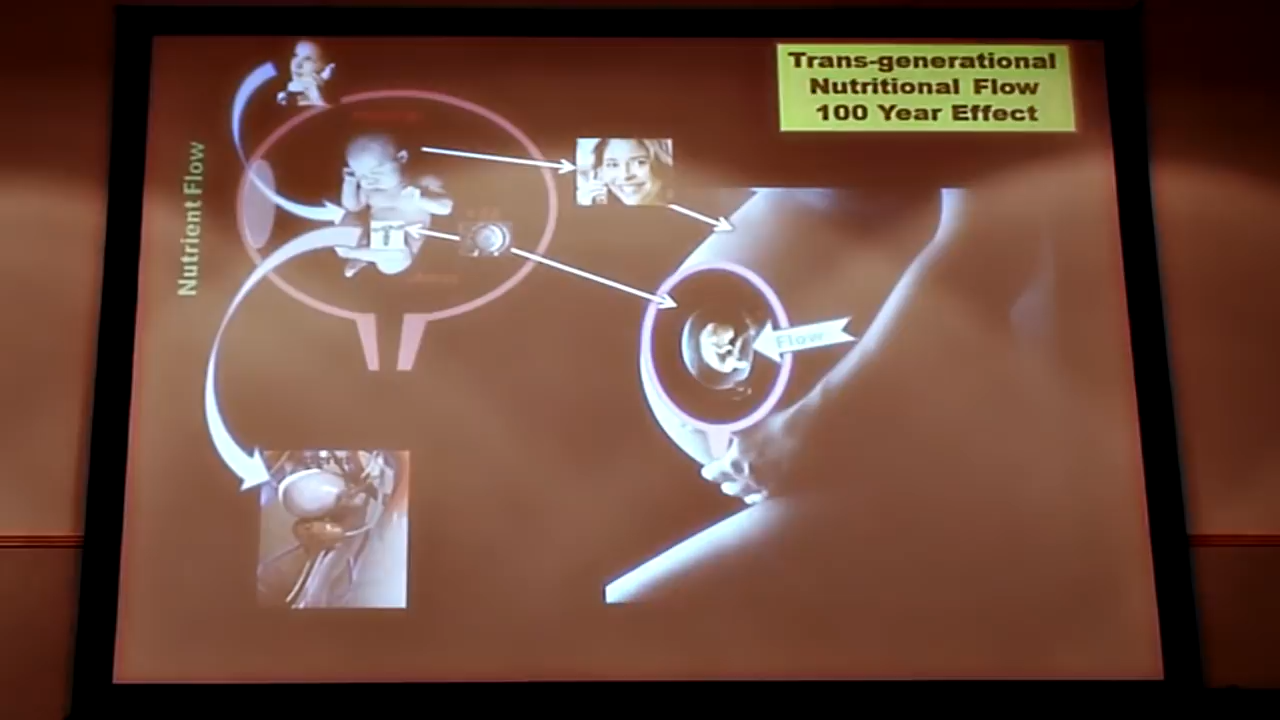 Trans-generational
Nutritional Flow
100 Year Effect
Nutrient Flow
Flow